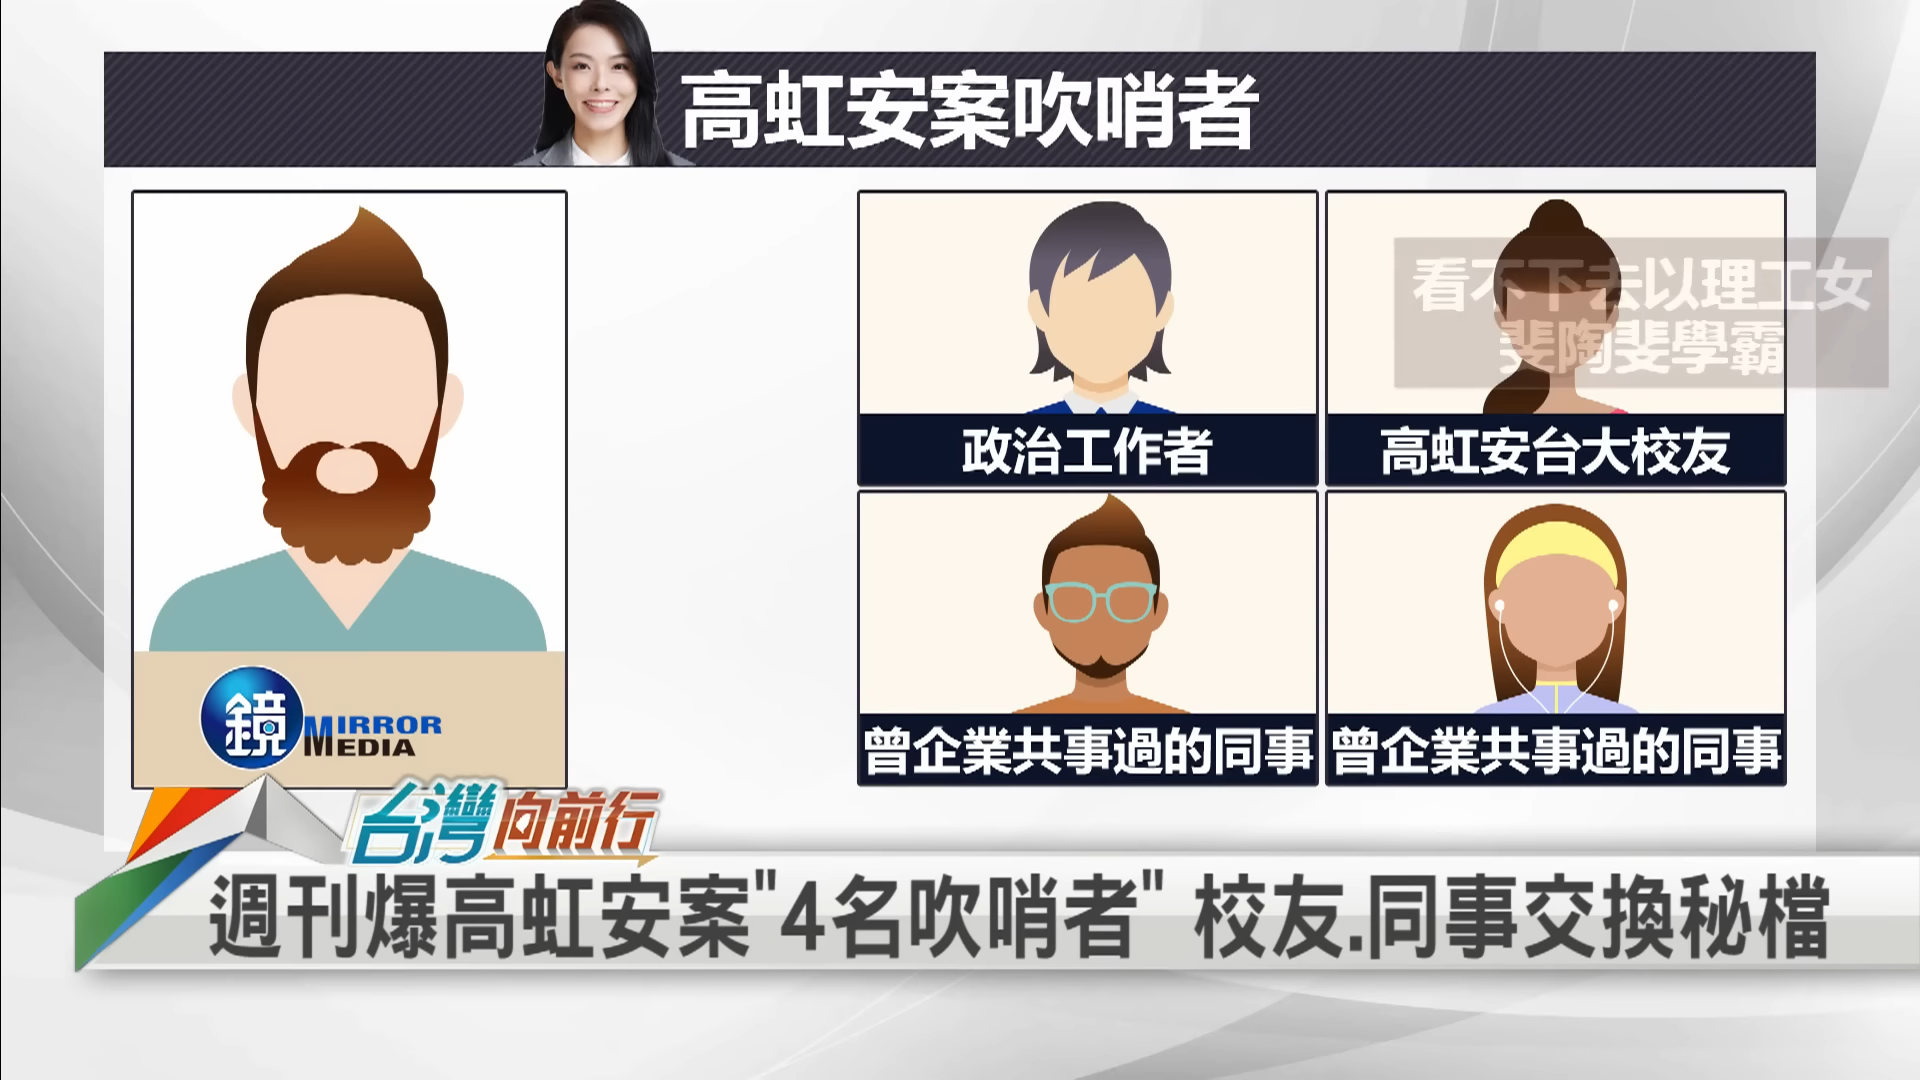 高虹安案吹哨者
看不下去以理工女
斐陶斐學霸
政治工作者
高虹安台大校友
曾企業共事過的同事
曾企業共事過的同事
鏡 MIRROR MEDIA
台灣向前行
週刊爆高虹安案"4名吹哨者" 校友.同事交換秘檔